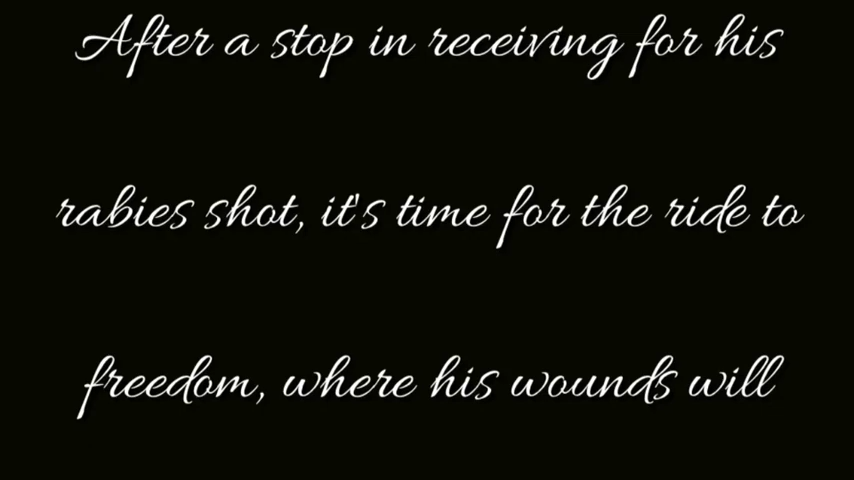 After a stop in receiving for his
rabies shot, it's time for the ride to
freedom, where his wounds will